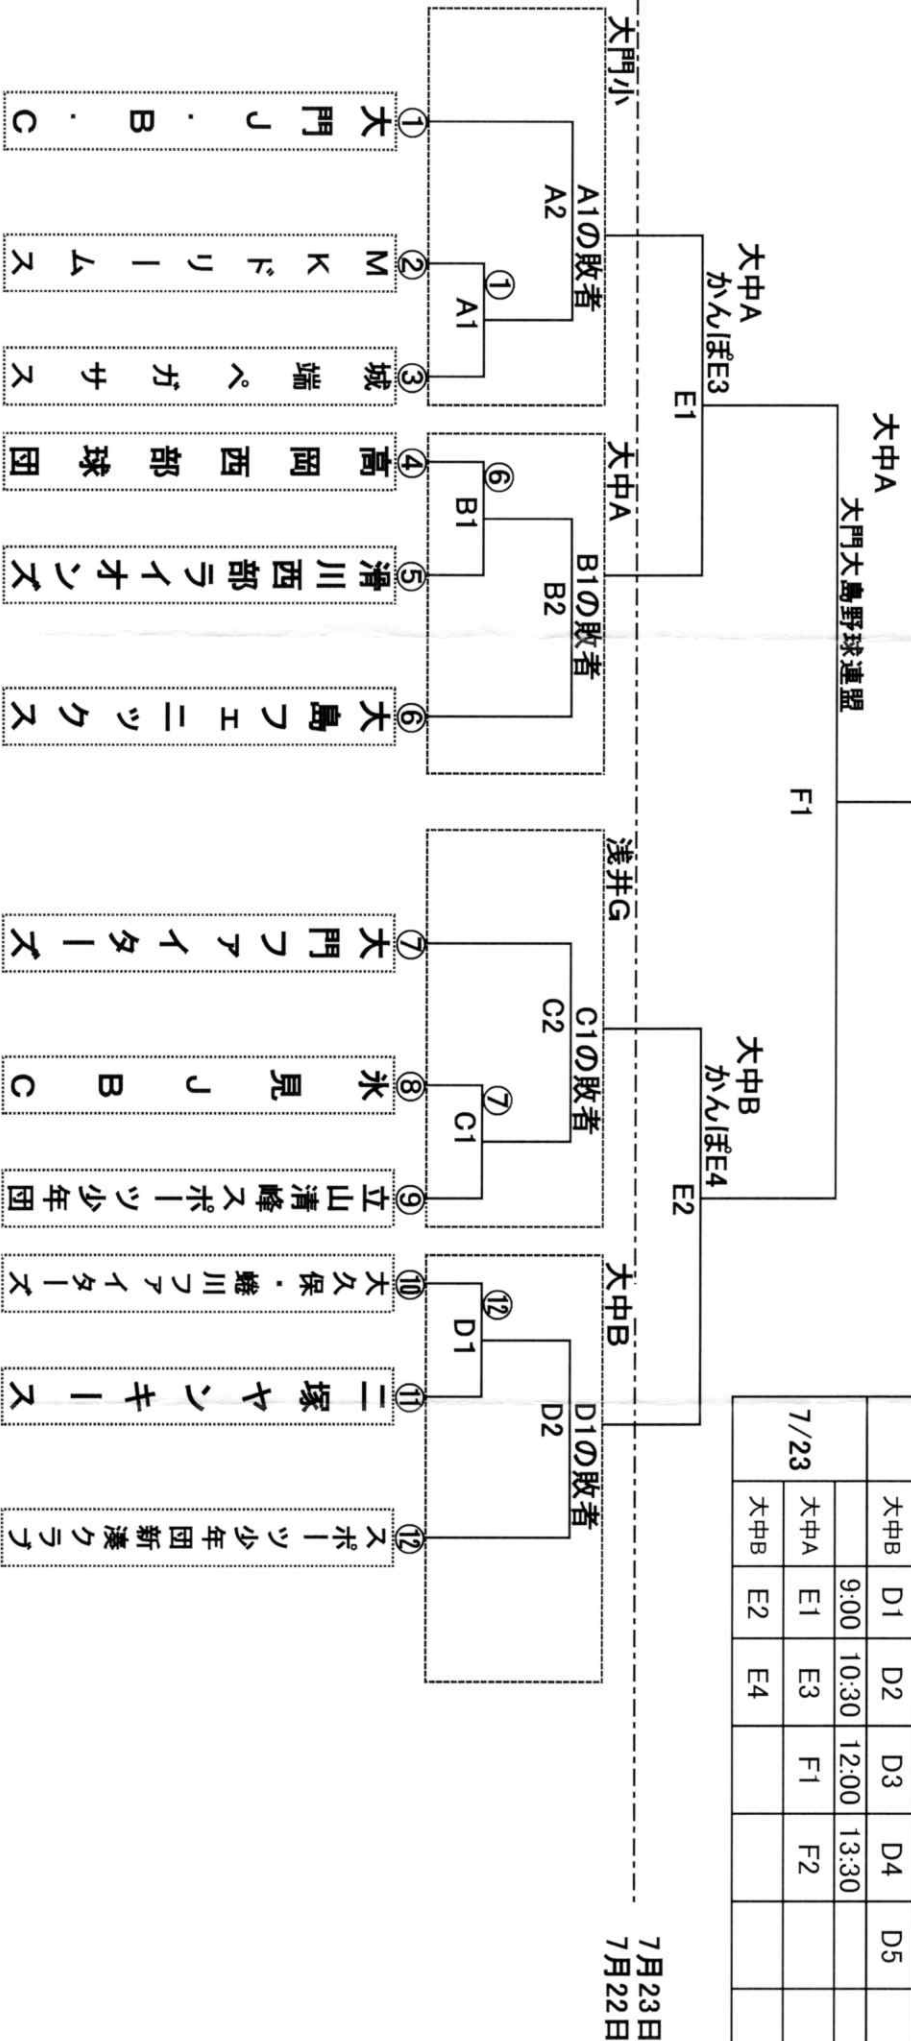 大中A
大門大島野球連盟
F1
大中A
かんぽE3
E1
大中B
かんぽE4
E2
大中B D1 D2 D3 D4 D5
9:00 10:30 12:00 13:30
7/23 大中A E1 E3 F1 F2
大中B E2 E4
7月23日
7月22日
大門小
大中A
浅井G
大中B
A1の敗者
A2
B1の敗者
B2
C1の敗者
C2
D1の敗者
D2
①
A1
⑥
B1
⑦
C1
⑫
D1
① 大門J・B・C
② MKドリームス
③ 城端ペガサス
④ 高岡西部球団
⑤ 滑川西部ライオンズ
⑥ 大島フェニックス
⑦ 大門ファイターズ
⑧ 氷見JBC
⑨ 立山清峰スポーツ少年団
⑩ 大久保・蜷川ファイターズ
⑪ 二塚ヤンキース
⑫ スポーツ少年団新湊クラブ